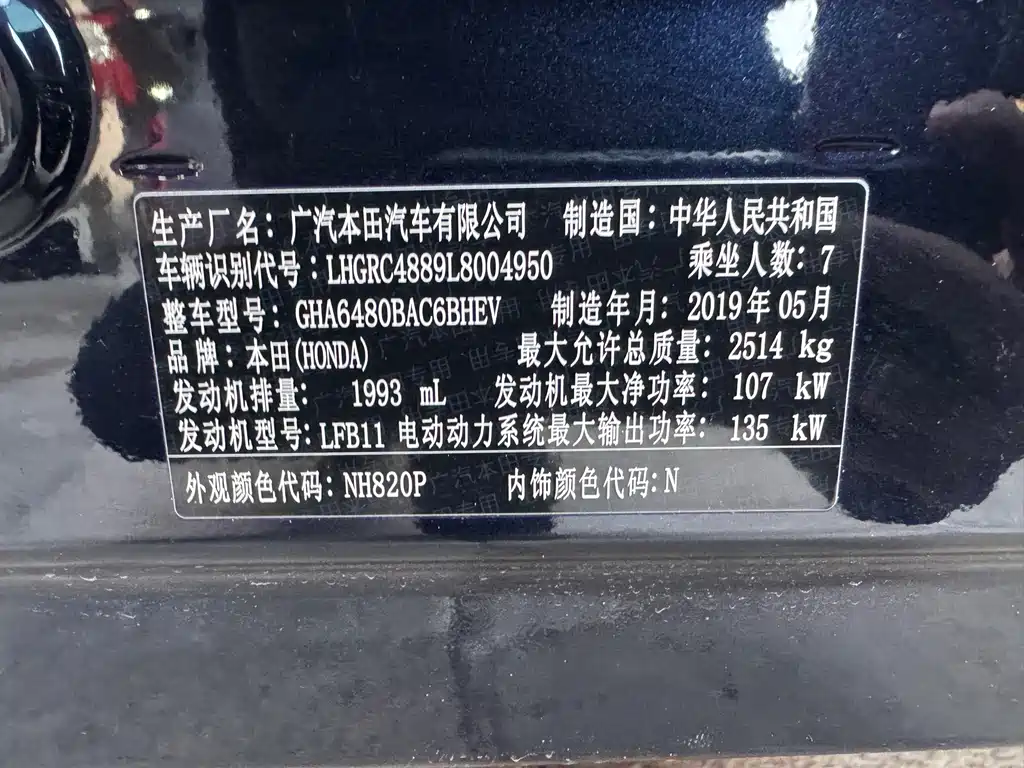 生产厂名：广汽本田汽车有限公司 制造国：中华人民共和国
车辆识别代号：LHGRC4889L8004950 乘坐人数：7
整车型号：GHA6480BAC6BHEV 制造年月：2019年05月
品牌：本田(HONDA) 最大允许总质量：2514 kg
发动机排量： 1993 mL 发动机最大净功率：107 kW
发动机型号：LFB11 电动动力系统最大输出功率：135 kW
外观颜色代码：NH820P 内饰颜色代码：N